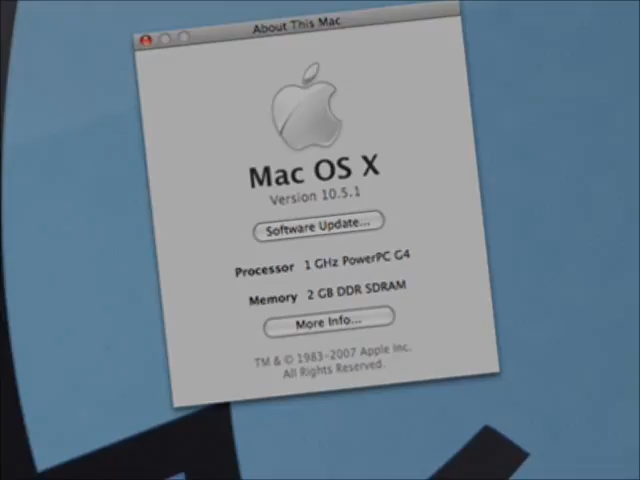 About This Mac
Mac OS X
Version 10.5.1
Software Update...
Processor 1 GHz PowerPC G4
Memory 2 GB DDR SDRAM
More Info...
TM & © 1983-2007 Apple Inc.
All Rights Reserved.